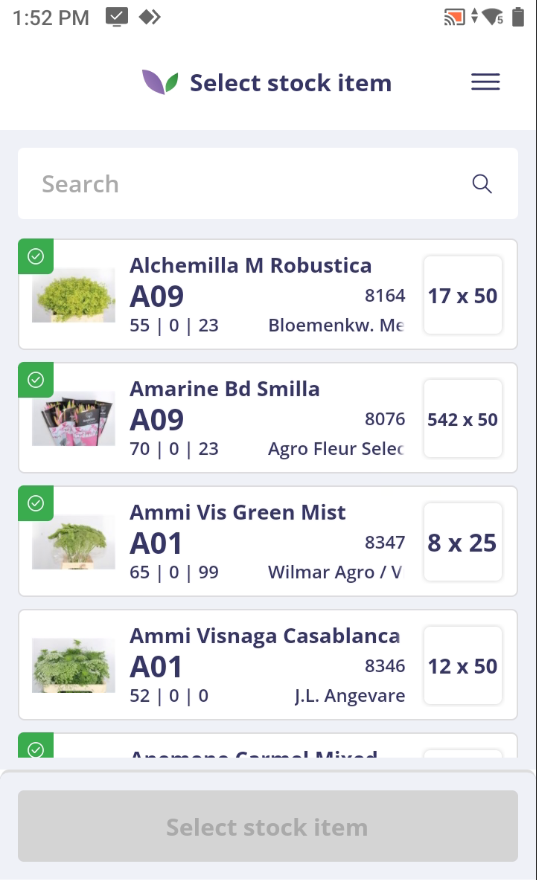 1:52 PM
Select stock item
Search
Alchemilla M Robustica
A09
8164
17 x 50
55 | 0 | 23
Bloemenkw. Me
Amarine Bd Smilla
A09
8076
542 x 50
70 | 0 | 23
Agro Fleur Selec
Ammi Vis Green Mist
A01
8347
8 x 25
65 | 0 | 99
Wilmar Agro / V
Ammi Visnaga Casablanca
A01
8346
12 x 50
52 | 0 | 0
J.L. Angevare
Anemone Carmel Mixed
Select stock item